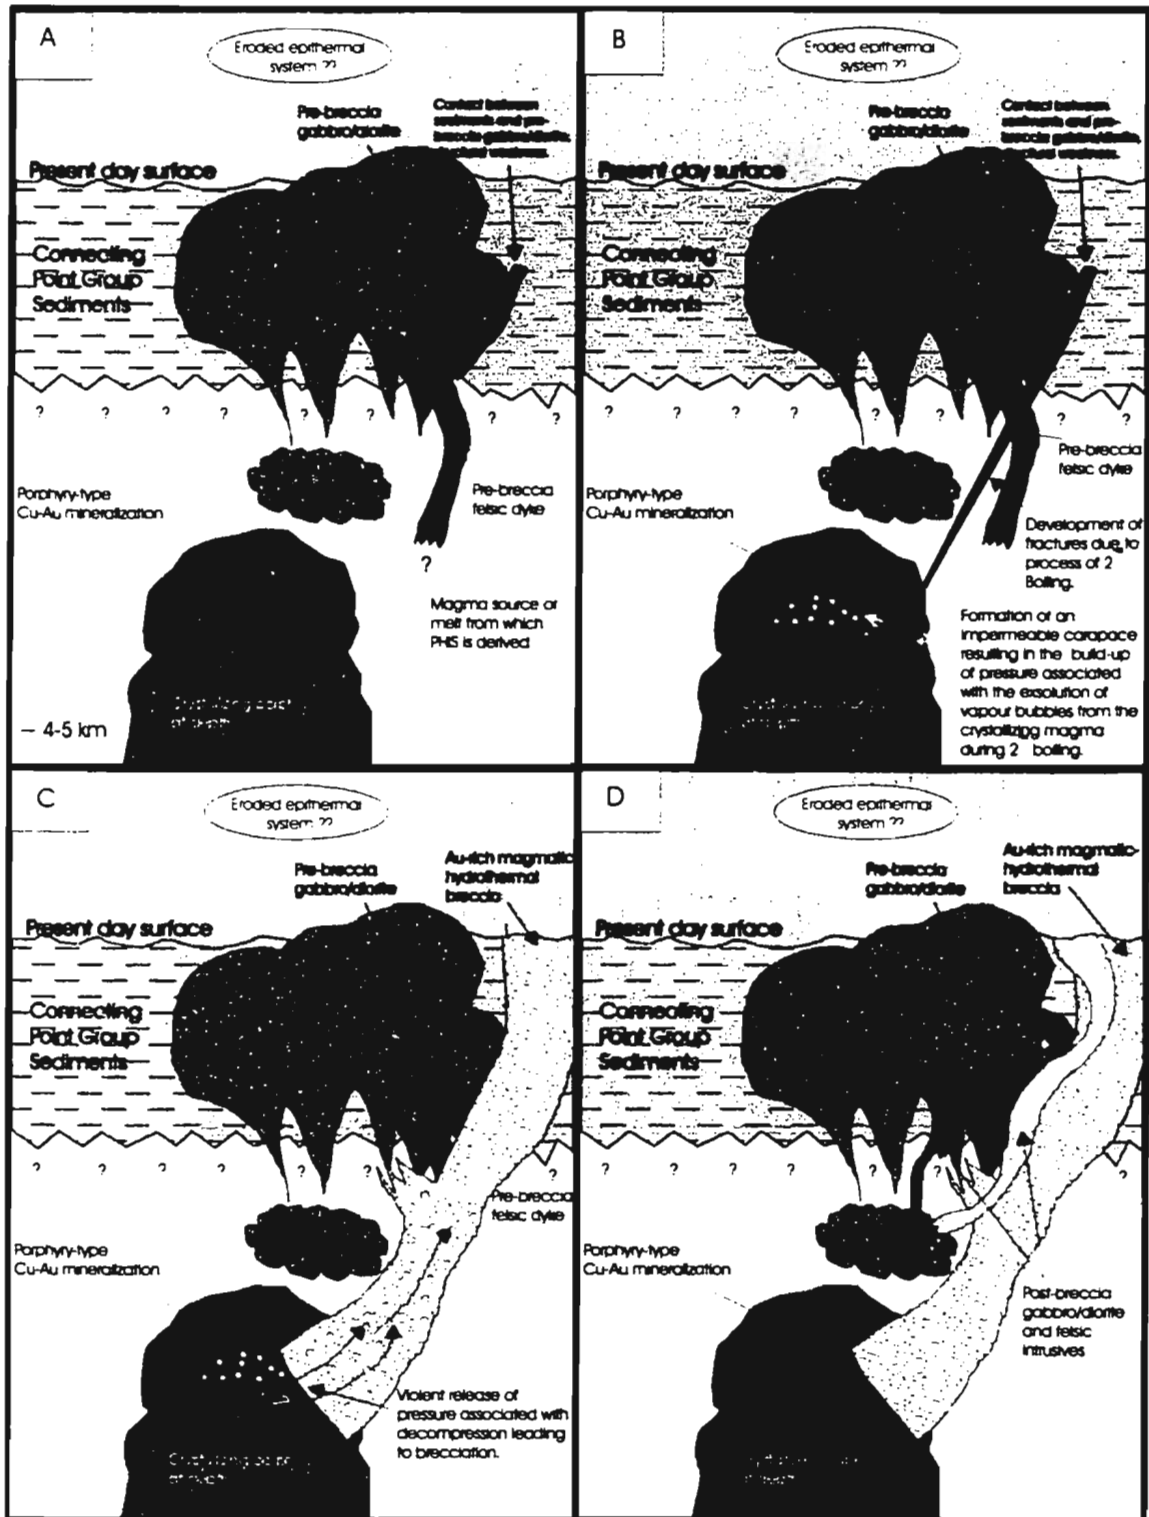 A
Eroded epithermal
system ??
Pre-breccia
gabbro/diorite
Contact between
sediments and pre-
breccia gabbro/diorite,
weakness.
Present day surface
Connecting
Point Group
Sediments
? ? ? ? ? ? ? ?
Porphyry-type
Cu-Au mineralization
Pre-breccia
felsic dyke
?
Magma source of
melt from which
PHIS is derived
at depth
~ 4-5 km
B
Eroded epithermal
system ??
Pre-breccia
gabbro/diorite
Contact between
sediments and pre-
breccia gabbro/diorite,
weakness.
Present day surface
Connecting
Point Group
Sediments
? ? ? ? ? ? ? ?
Pre-breccia
felsic dyke
Porphyry-type
Cu-Au mineralization
Development of
fractures due to
process of 2
Boiling.
Formation of an
impermeable carapace
resulting in the build-up
of pressure associated
with the exsolution of
vapour bubbles from the
crystallizing magma
during 2 boiling.
C
Eroded epithermal
system ??
Pre-breccia
gabbro/diorite
Au-rich magmatic-
hydrothermal
breccia
Present day surface
Connecting
Point Group
Sediments
? ? ? ? ? ?
Pre-breccia
felsic dyke
Porphyry-type
Cu-Au mineralization
Violent release of
pressure associated with
decompression leading
to brecciation.
at depth
D
Eroded epithermal
system ??
Pre-breccia
gabbro/diorite
Au-rich magmatic-
hydrothermal
breccia
Present day surface
Connecting
Point Group
Sediments
? ? ? ? ? ? ?
Porphyry-type
Cu-Au mineralization
Post-breccia
gabbro/diorite
and felsic
intrusives